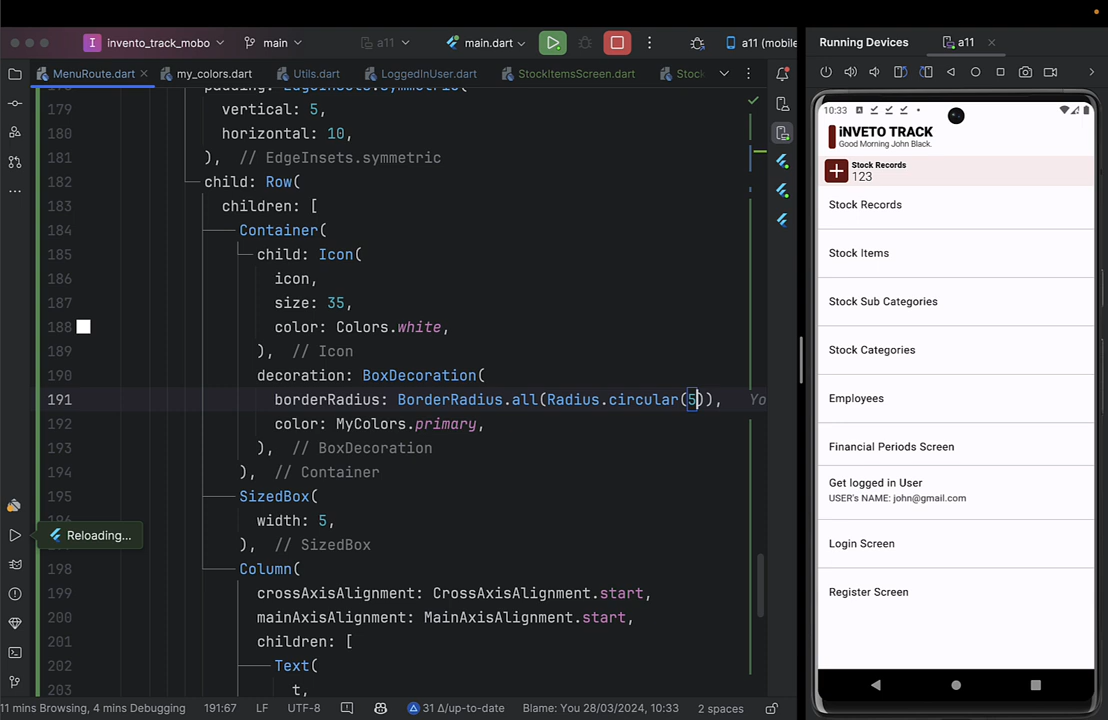 invento_track_mobo
main
a11
main.dart
a11 (mobile
Running Devices
a11
MenuRoute.dart
my_colors.dart
Utils.dart
LoggedInUser.dart
StockItemsScreen.dart
Stock
padding: EdgeInsets.symmetric(
179 vertical: 5,
180 horizontal: 10,
181 ), // EdgeInsets.symmetric
182 child: Row(
183 children: [
184 Container(
185 child: Icon(
186 icon,
187 size: 35,
188 color: Colors.white,
189 ), // Icon
190 decoration: BoxDecoration(
191 borderRadius: BorderRadius.all(Radius.circular(5)), Yo
192 color: MyColors.primary,
193 ), // BoxDecoration
194 ), // Container
195 SizedBox(
196 width: 5,
197 ), // SizedBox
198 Column(
199 crossAxisAlignment: CrossAxisAlignment.start,
200 mainAxisAlignment: MainAxisAlignment.start,
201 children: [
202 Text(
203 t,
Reloading...
11 mins Browsing, 4 mins Debugging
191:67
LF
UTF-8
31 Δ/up-to-date
Blame: You 28/03/2024, 10:33
2 spaces
10:33
iNVETO TRACK
Good Morning John Black.
Stock Records
123
Stock Records
Stock Items
Stock Sub Categories
Stock Categories
Employees
Financial Periods Screen
Get logged in User
USER's NAME: john@gmail.com
Login Screen
Register Screen